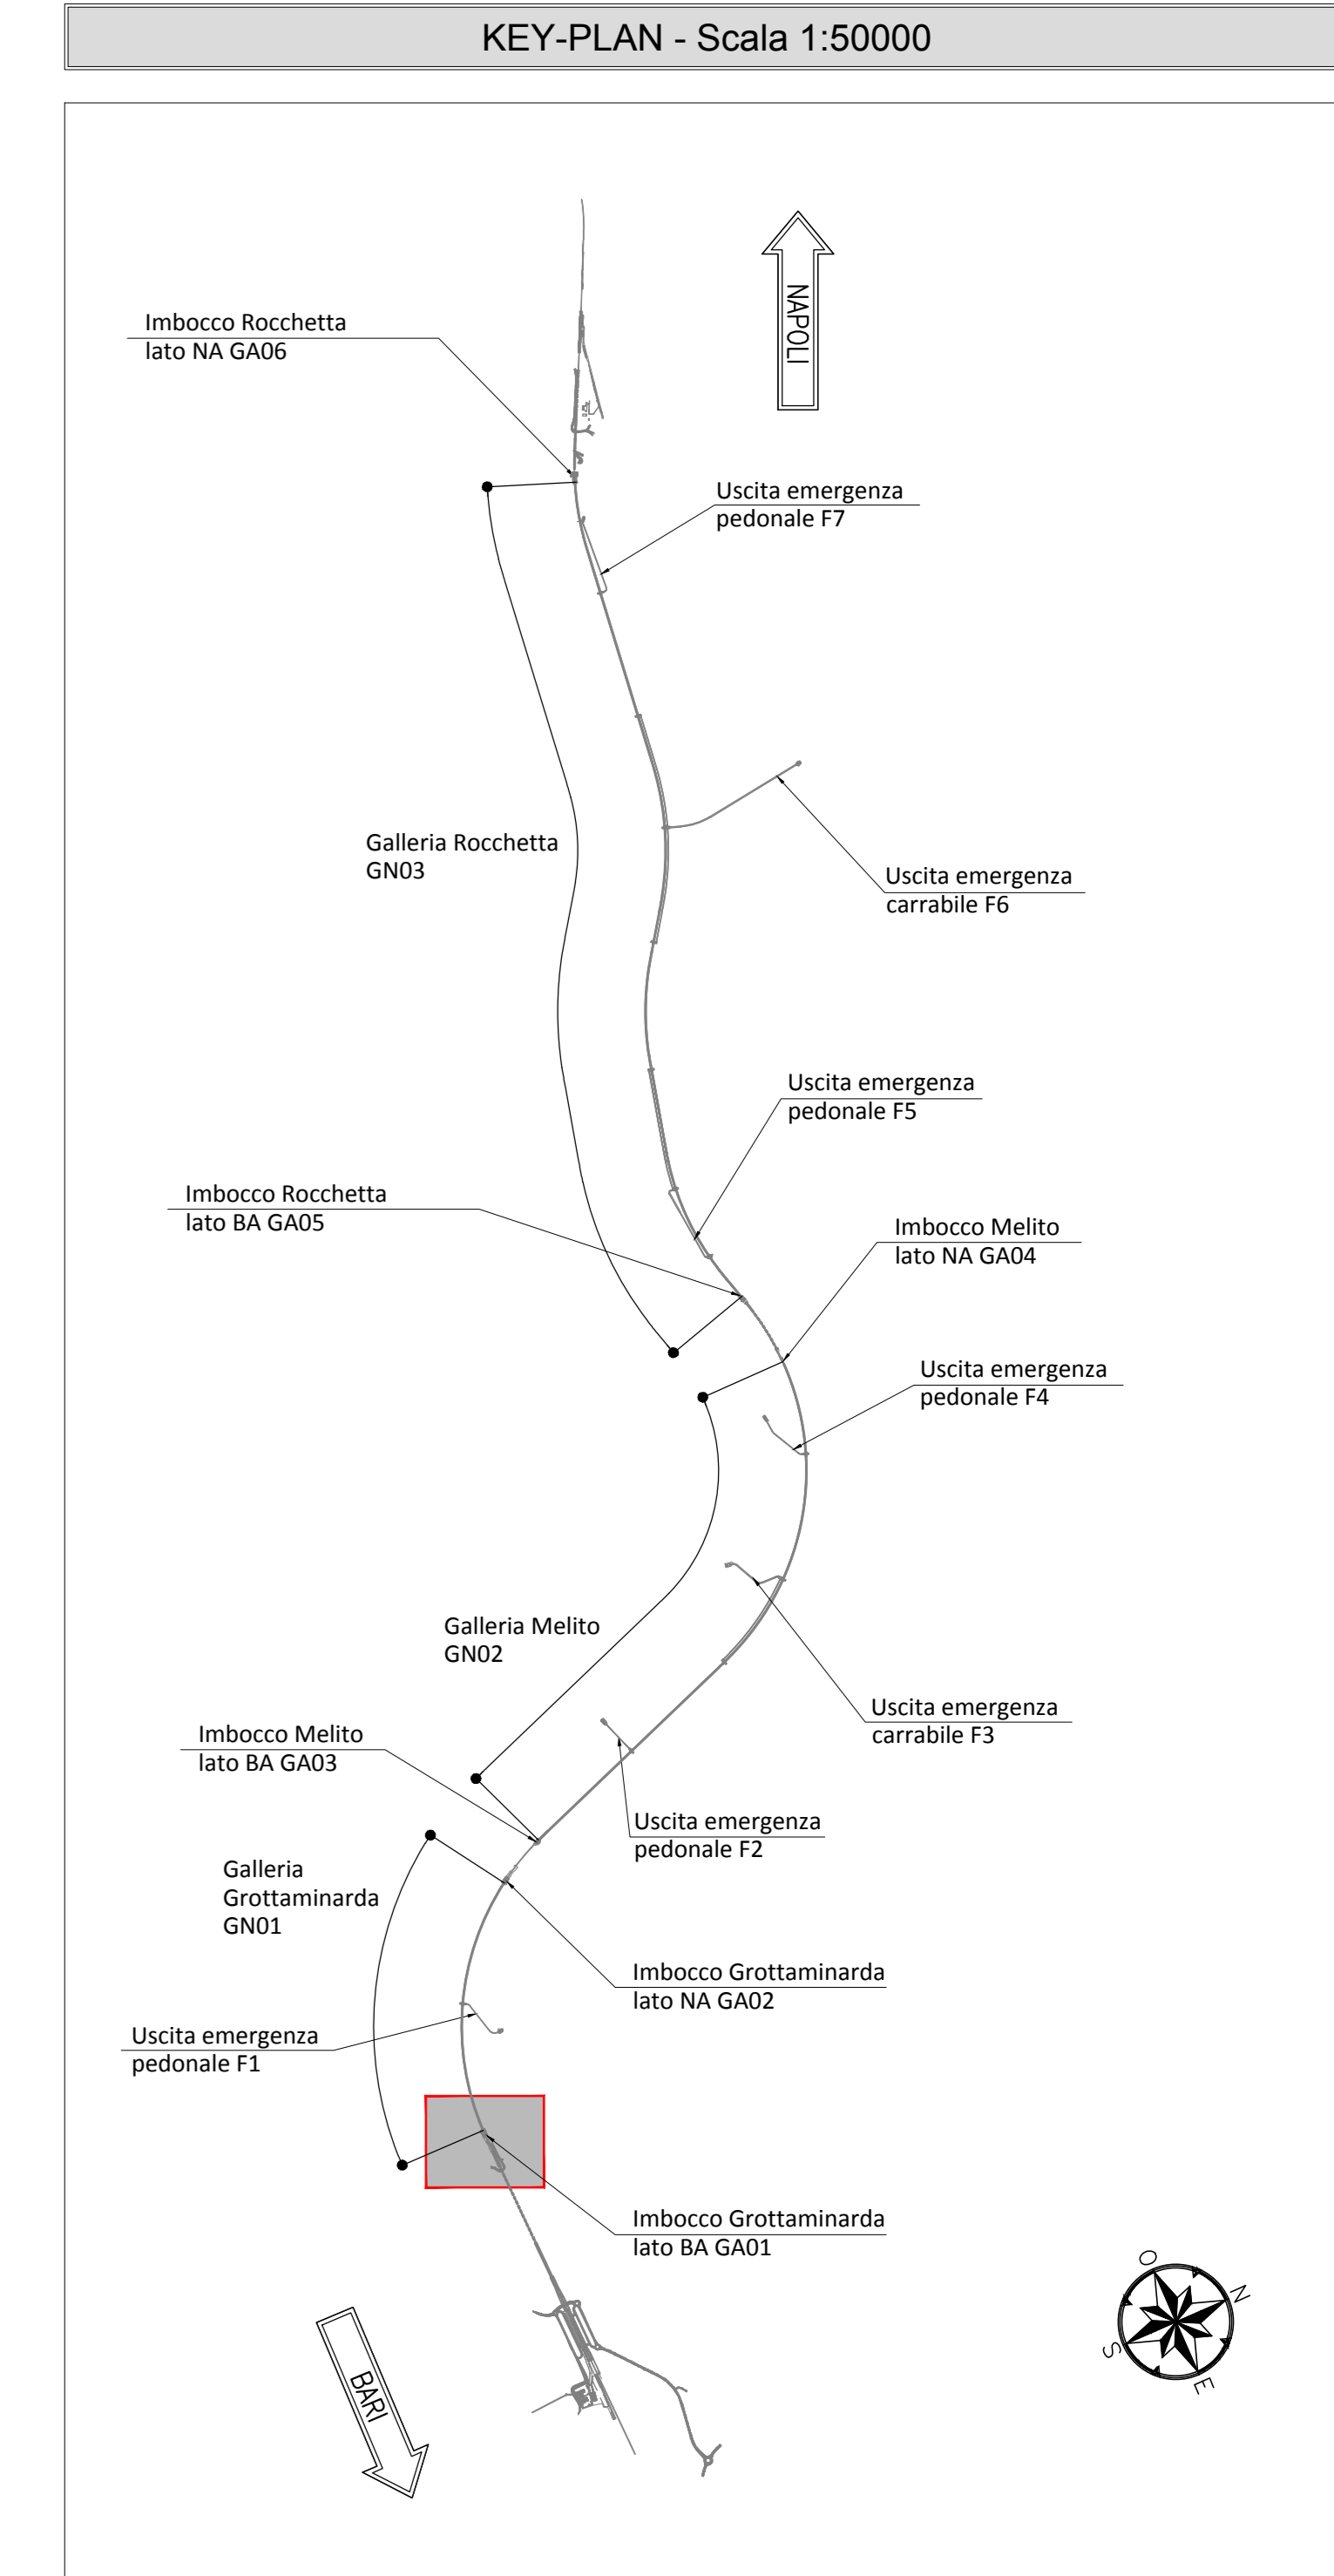 KEY-PLAN - Scala 1:50000
NAPOLI
Imbocco Rocchetta
lato NA GA06
Uscita emergenza
pedonale F7
Galleria Rocchetta
GN03
Uscita emergenza
carrabile F6
Uscita emergenza
pedonale F5
Imbocco Rocchetta
lato BA GA05
Imbocco Melito
lato NA GA04
Uscita emergenza
pedonale F4
Galleria Melito
GN02
Uscita emergenza
carrabile F3
Imbocco Melito
lato BA GA03
Uscita emergenza
pedonale F2
Galleria
Grottaminarda
GN01
Imbocco Grottaminarda
lato NA GA02
Uscita emergenza
pedonale F1
Imbocco Grottaminarda
lato BA GA01
O
N
S
E
BARI